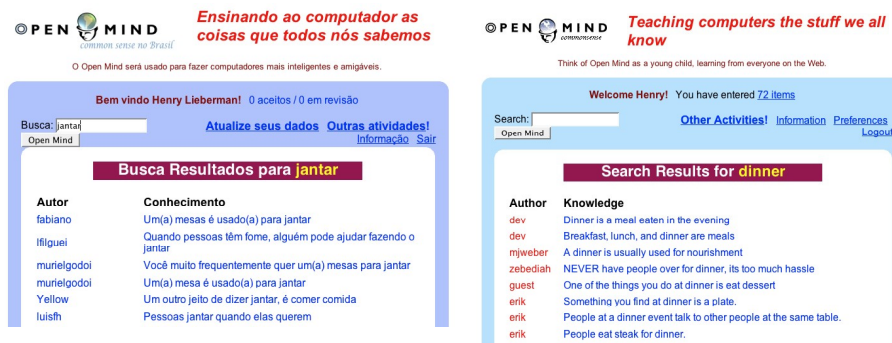 OPEN MIND
common sense no Brasil
Ensinando ao computador as
coisas que todos nós sabemos
O Open Mind será usado para fazer computadores mais inteligentes e amigáveis.
Bem vindo Henry Lieberman! 0 aceitos / 0 em revisão
Busca: jantar
Atualize seus dados Outras atividades!
Open Mind
Informação Sair
Busca Resultados para jantar
Autor Conhecimento
fabiano Um(a) mesas é usado(a) para jantar
lfilguei Quando pessoas têm fome, alguém pode ajudar fazendo o
jantar
murielgodoi Você muito frequentemente quer um(a) mesas para jantar
murielgodoi Um(a) mesa é usado(a) para jantar
Yellow Um outro jeito de dizer jantar, é comer comida
luisfh Pessoas jantar quando elas querem
OPEN MIND
commonsense
Teaching computers the stuff we all
know
Think of Open Mind as a young child, learning from everyone on the Web.
Welcome Henry! You have entered 72 items
Search:
Other Activities! Information Preferences
Open Mind
Logout
Search Results for dinner
Author Knowledge
dev Dinner is a meal eaten in the evening
dev Breakfast, lunch, and dinner are meals
mjweber A dinner is usually used for nourishment
zebediah NEVER have people over for dinner, its too much hassle
guest One of the things you do at dinner is eat dessert
erik Something you find at dinner is a plate.
erik People at a dinner event talk to other people at the same table.
erik People eat steak for dinner.